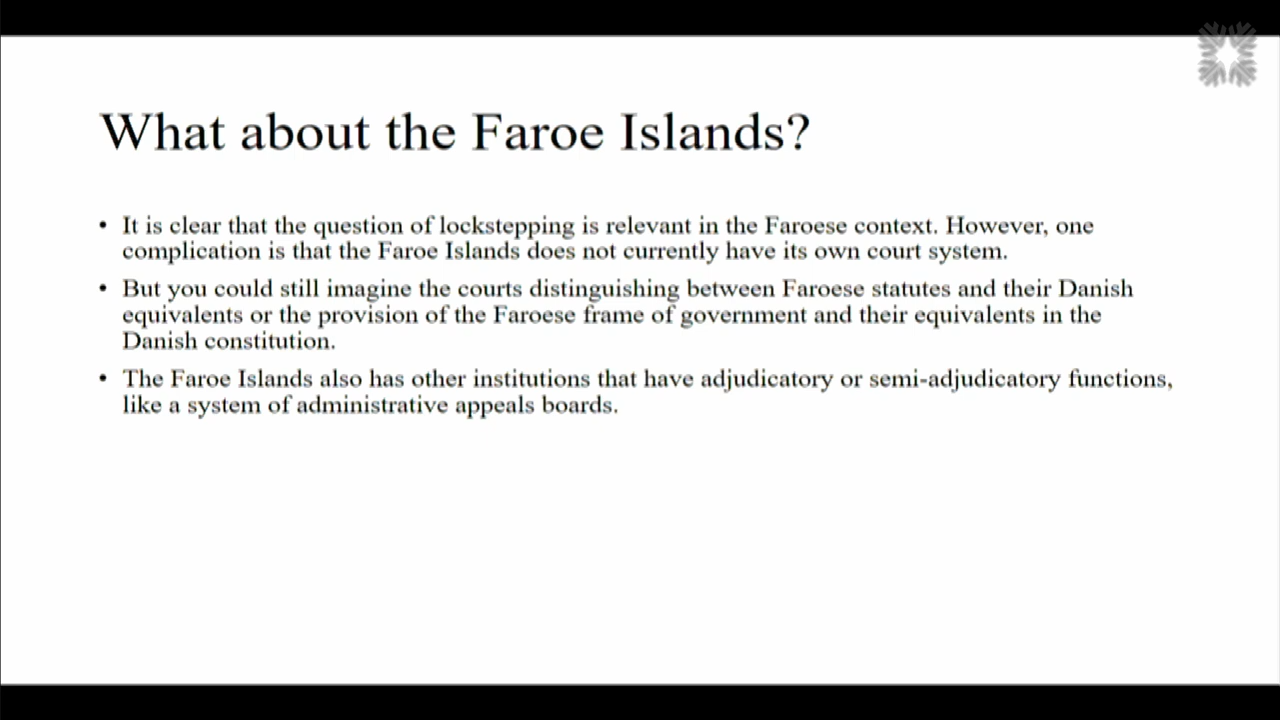 What about the Faroe Islands?
• It is clear that the question of lockstepping is relevant in the Faroese context. However, one
complication is that the Faroe Islands does not currently have its own court system.
• But you could still imagine the courts distinguishing between Faroese statutes and their Danish
equivalents or the provision of the Faroese frame of government and their equivalents in the
Danish constitution.
• The Faroe Islands also has other institutions that have adjudicatory or semi-adjudicatory functions,
like a system of administrative appeals boards.